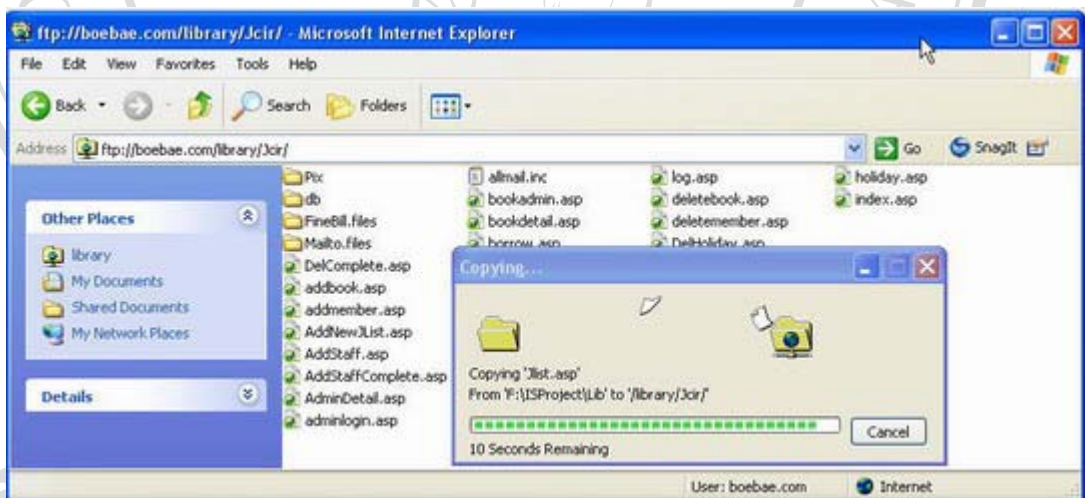 ftp://boebae.com/library/Jcir/ - Microsoft Internet Explorer
File Edit View Favorites Tools Help
Back Search Folders
Address ftp://boebae.com/library/Jcir/ Go SnagIt
Other Places
library
My Documents
Shared Documents
My Network Places
Details
Pix
db
FineBill.files
Mailto.files
DelComplete.asp
addbook.asp
addmember.asp
AddNewJList.asp
AddStaff.asp
AddStaffComplete.asp
AdminDetail.asp
adminlogin.asp
allmail.inc
bookadmin.asp
bookdetail.asp
borrow.asp
log.asp
deletebook.asp
deletemember.asp
DelHoliday.asp
holiday.asp
index.asp
Copying...
Copying 'Jlist.asp'
From 'F:\ISProject\Lib' to '/library/Jcir/'
10 Seconds Remaining
Cancel
User: boebae.com Internet